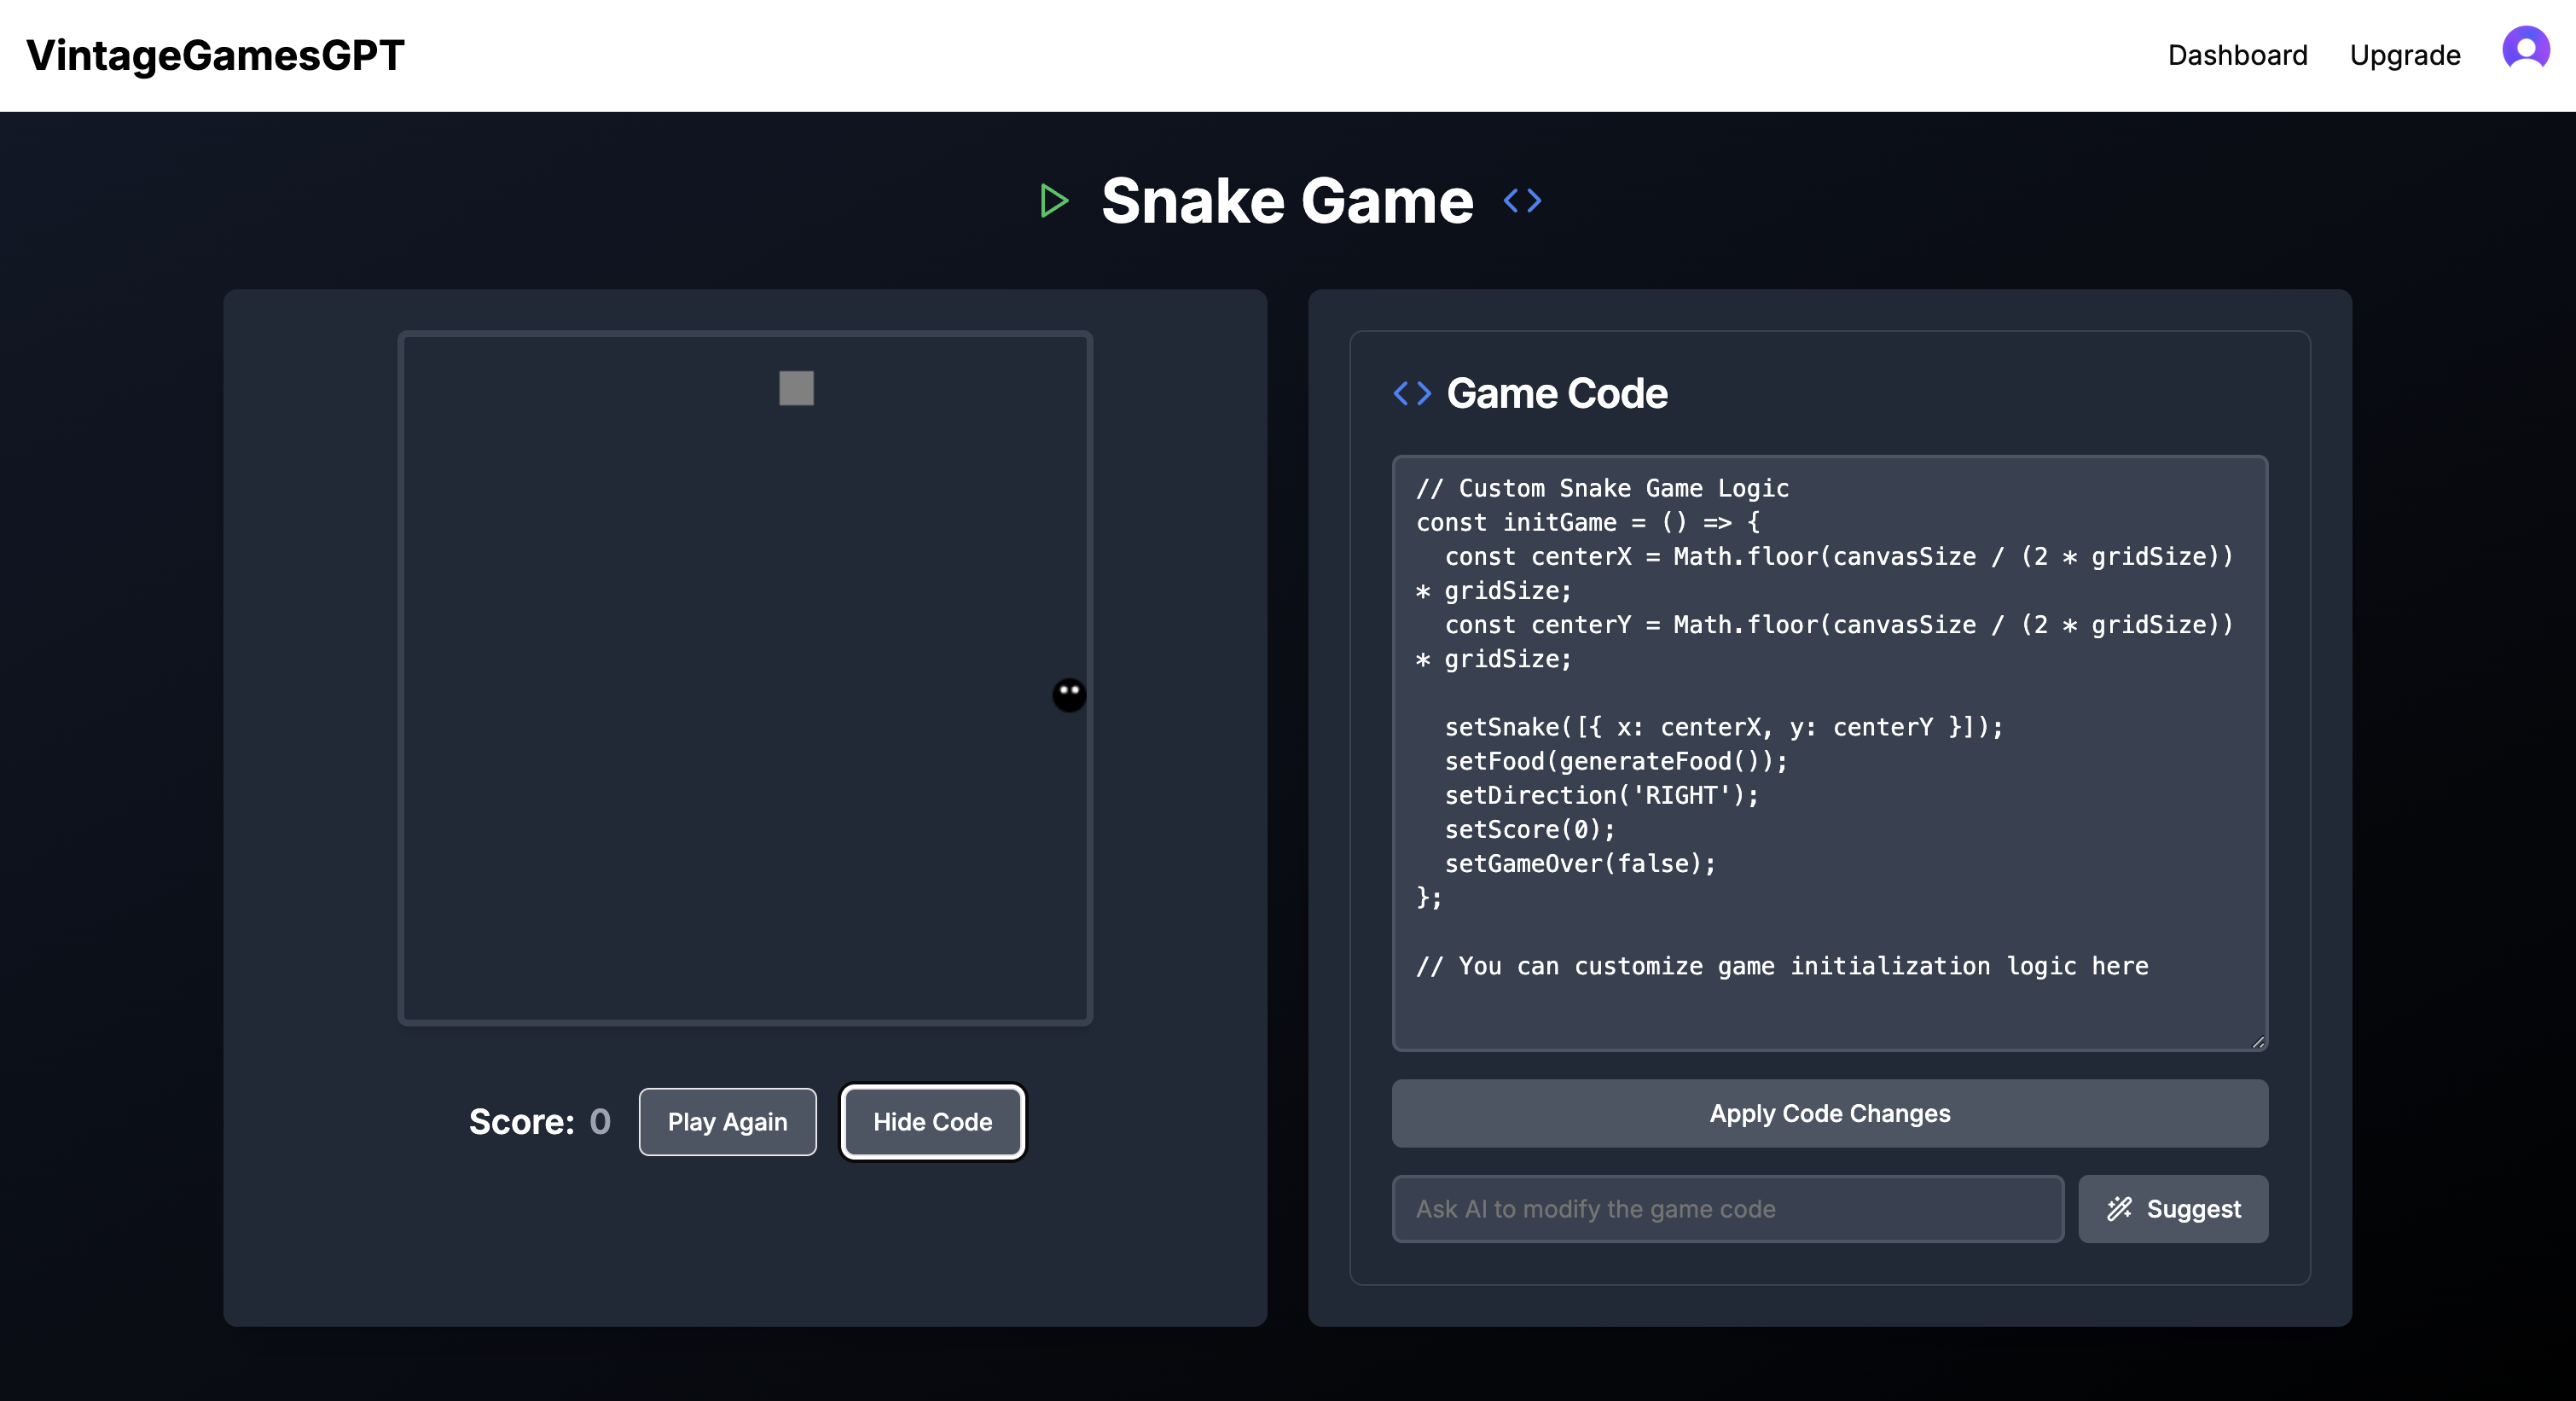 VintageGamesGPT
Dashboard
Upgrade
Snake Game
Score: 0
Play Again
Hide Code
Game Code
// Custom Snake Game Logic
const initGame = () => {
  const centerX = Math.floor(canvasSize / (2 * gridSize))
* gridSize;
  const centerY = Math.floor(canvasSize / (2 * gridSize))
* gridSize;

  setSnake([{ x: centerX, y: centerY }]);
  setFood(generateFood());
  setDirection('RIGHT');
  setScore(0);
  setGameOver(false);
};

// You can customize game initialization logic here
Apply Code Changes
Ask AI to modify the game code
Suggest